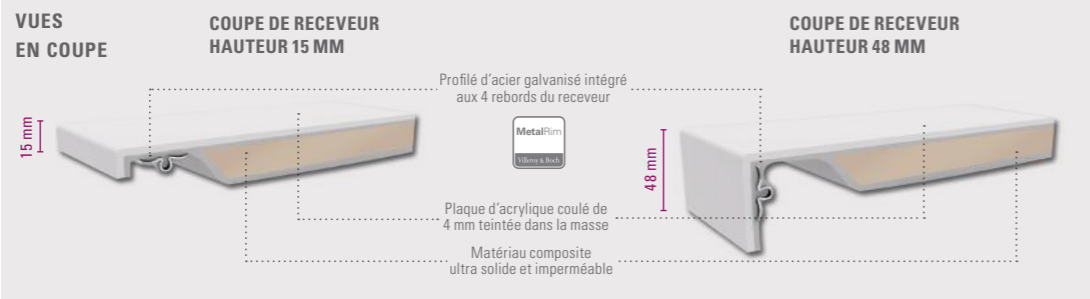 VUES
EN COUPE
COUPE DE RECEVEUR
HAUTEUR 15 MM
COUPE DE RECEVEUR
HAUTEUR 48 MM
Profilé d'acier galvanisé intégré
aux 4 rebords du receveur
MetalRim
Villeroy & Boch
15 mm
48 mm
Plaque d'acrylique coulé de
4 mm teintée dans la masse
Matériau composite
ultra solide et imperméable